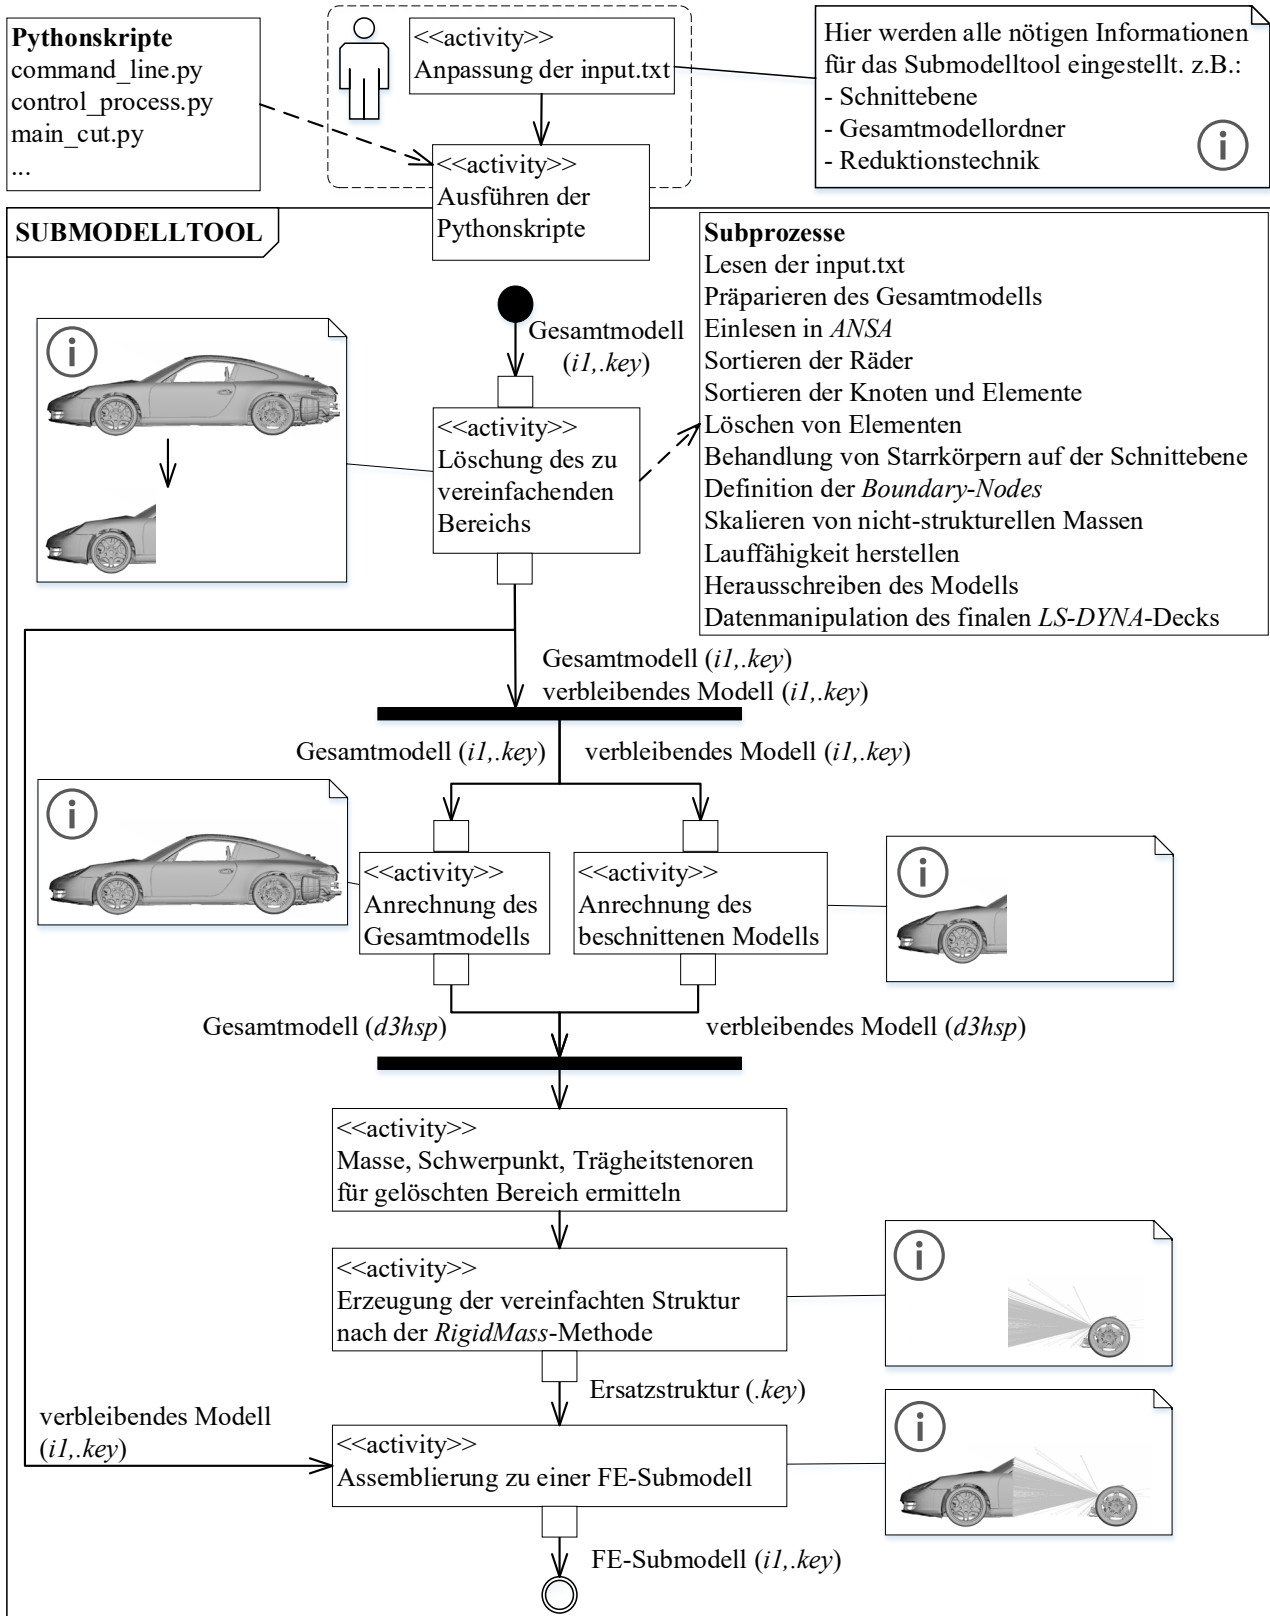 Pythonskripte
command_line.py
control_process.py
main_cut.py
...
<<activity>>
Anpassung der input.txt
Hier werden alle nötigen Informationen
für das Submodelltool eingestellt. z.B.:
- Schnittebene
- Gesamtmodellordner
- Reduktionstechnik
i
<<activity>>
Ausführen der
Pythonskripte
SUBMODELLTOOL
Subprozesse
Lesen der input.txt
Präparieren des Gesamtmodells
Einlesen in ANSA
Sortieren der Räder
Sortieren der Knoten und Elemente
Löschen von Elementen
Behandlung von Starrkörpern auf der Schnittebene
Definition der Boundary-Nodes
Skalieren von nicht-strukturellen Massen
Lauffähigkeit herstellen
Herausschreiben des Modells
Datenmanipulation des finalen LS-DYNA-Decks
Gesamtmodell
(i1,.key)
i
<<activity>>
Löschung des zu
vereinfachenden
Bereichs
Gesamtmodell (i1,.key)
verbleibendes Modell (i1,.key)
Gesamtmodell (i1,.key)
verbleibendes Modell (i1,.key)
i
<<activity>>
Anrechnung des
Gesamtmodells
<<activity>>
Anrechnung des
beschnittenen Modells
i
Gesamtmodell (d3hsp)
verbleibendes Modell (d3hsp)
<<activity>>
Masse, Schwerpunkt, Trägheitstenoren
für gelöschten Bereich ermitteln
<<activity>>
Erzeugung der vereinfachten Struktur
nach der RigidMass-Methode
i
Ersatzstruktur (.key)
verbleibendes Modell
(i1,.key)
<<activity>>
Assemblierung zu einer FE-Submodell
i
FE-Submodell (i1,.key)